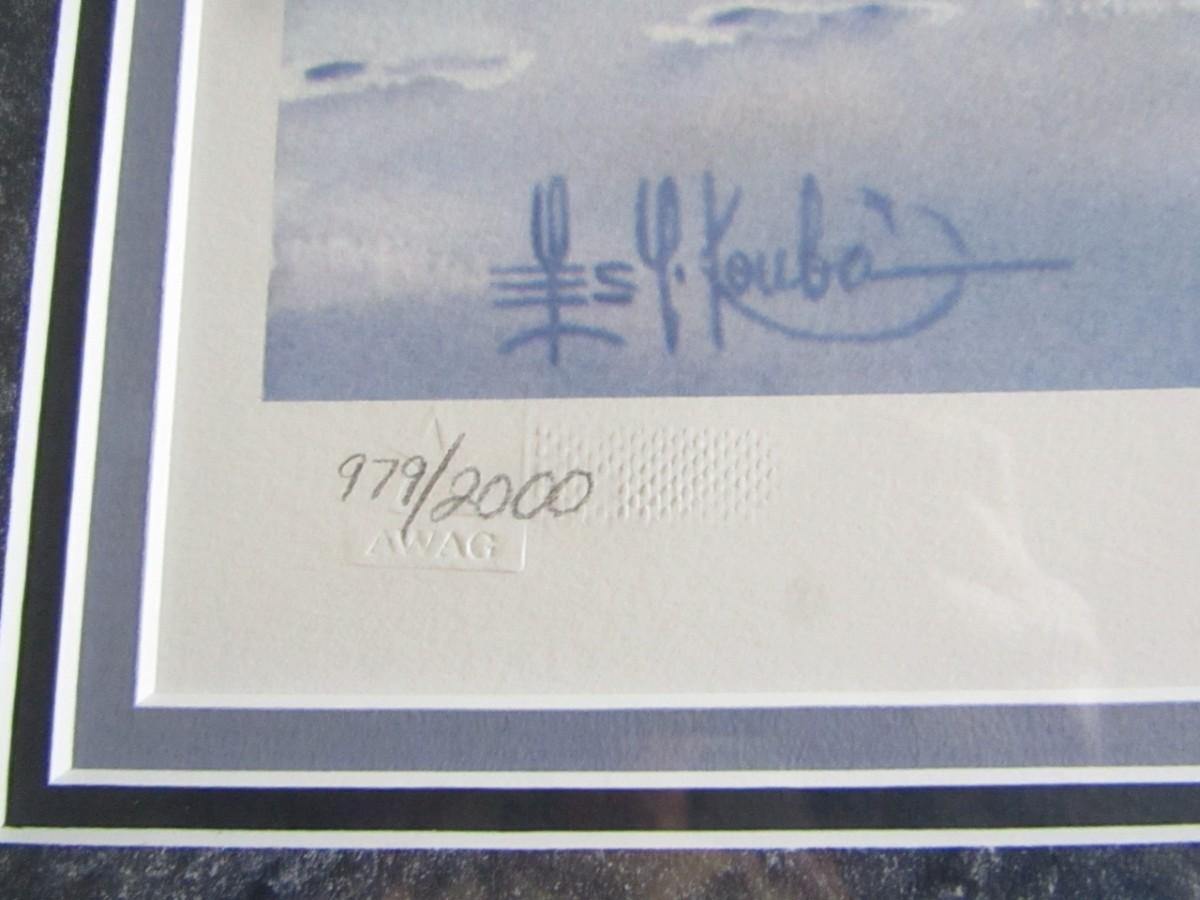 Les C. Kouba
979/2000
AWAG